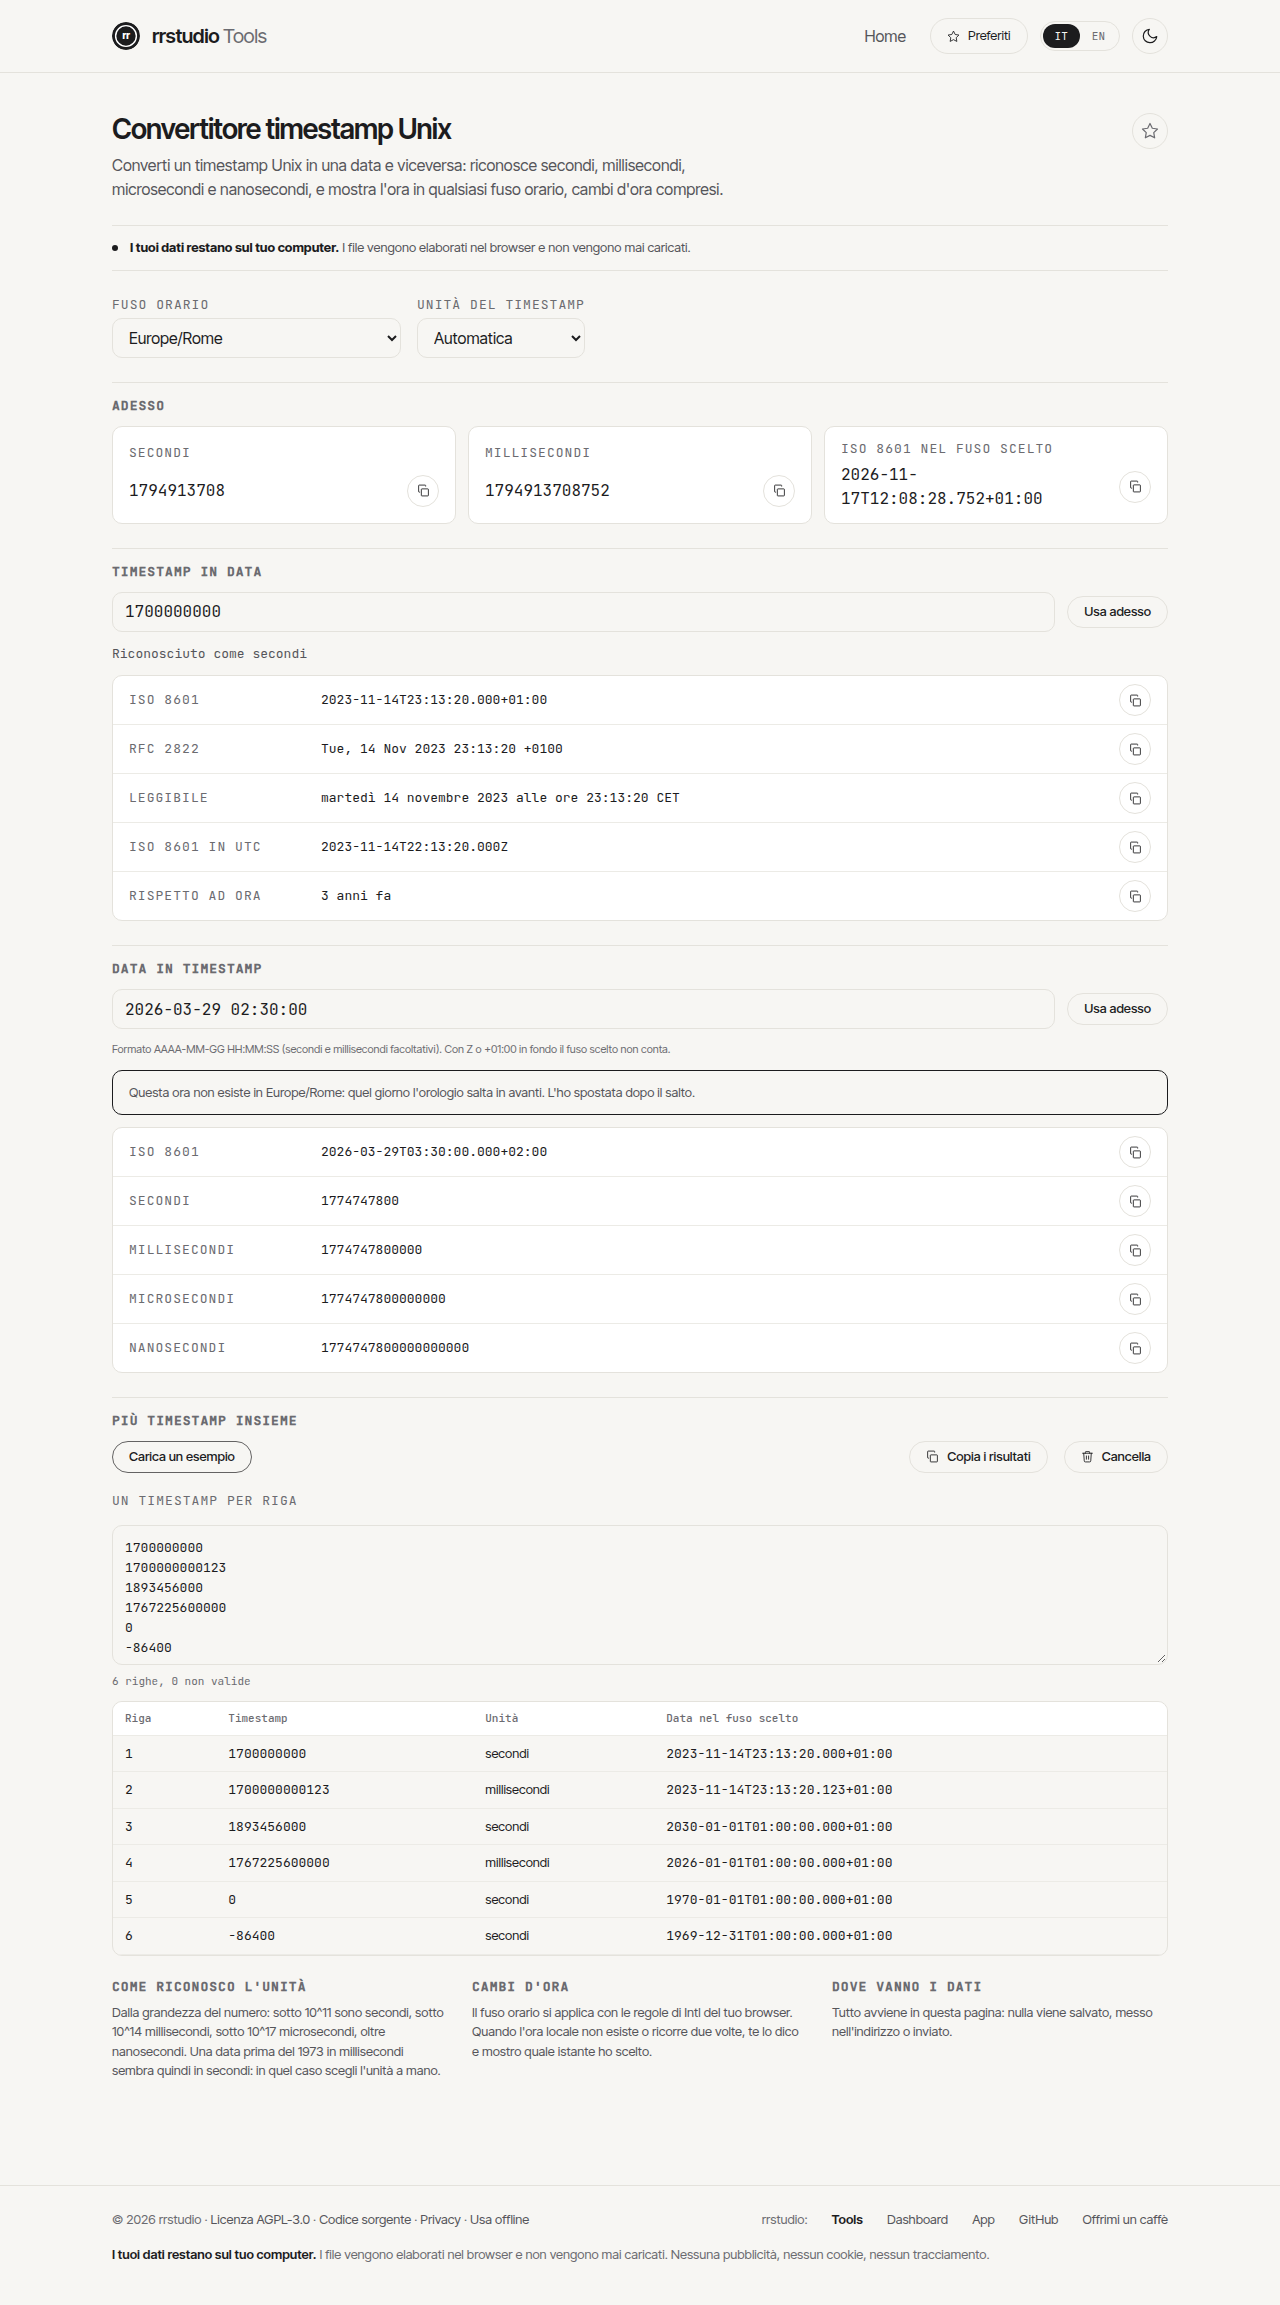 rr rrstudio Tools
Home
Preferiti
IT EN
Convertitore timestamp Unix
Converti un timestamp Unix in una data e viceversa: riconosce secondi, millisecondi,
microsecondi e nanosecondi, e mostra l'ora in qualsiasi fuso orario, cambi d'ora compresi.
I tuoi dati restano sul tuo computer. I file vengono elaborati nel browser e non vengono mai caricati.
FUSO ORARIO
UNITÀ DEL TIMESTAMP
Europe/Rome
Automatica
ADESSO
SECONDI
1794913708
MILLISECONDI
1794913708752
ISO 8601 NEL FUSO SCELTO
2026-11-
17T12:08:28.752+01:00
TIMESTAMP IN DATA
1700000000
Usa adesso
Riconosciuto come secondi
ISO 8601 2023-11-14T23:13:20.000+01:00
RFC 2822 Tue, 14 Nov 2023 23:13:20 +0100
LEGGIBILE martedì 14 novembre 2023 alle ore 23:13:20 CET
ISO 8601 IN UTC 2023-11-14T22:13:20.000Z
RISPETTO AD ORA 3 anni fa
DATA IN TIMESTAMP
2026-03-29 02:30:00
Usa adesso
Formato AAAA-MM-GG HH:MM:SS (secondi e millisecondi facoltativi). Con Z o +01:00 in fondo il fuso scelto non conta.
Questa ora non esiste in Europe/Rome: quel giorno l'orologio salta in avanti. L'ho spostata dopo il salto.
ISO 8601 2026-03-29T03:30:00.000+02:00
SECONDI 1774747800
MILLISECONDI 1774747800000
MICROSECONDI 1774747800000000
NANOSECONDI 1774747800000000000
PIÙ TIMESTAMP INSIEME
Carica un esempio
Copia i risultati
Cancella
UN TIMESTAMP PER RIGA
1700000000
1700000000123
1893456000
1767225600000
0
-86400
6 righe, 0 non valide
Riga Timestamp Unità Data nel fuso scelto
1 1700000000 secondi 2023-11-14T23:13:20.000+01:00
2 1700000000123 millisecondi 2023-11-14T23:13:20.123+01:00
3 1893456000 secondi 2030-01-01T01:00:00.000+01:00
4 1767225600000 millisecondi 2026-01-01T01:00:00.000+01:00
5 0 secondi 1970-01-01T01:00:00.000+01:00
6 -86400 secondi 1969-12-31T01:00:00.000+01:00
COME RICONOSCO L'UNITÀ
Dalla grandezza del numero: sotto 10^11 sono secondi, sotto
10^14 millisecondi, sotto 10^17 microsecondi, oltre
nanosecondi. Una data prima del 1973 in millisecondi
sembra quindi in secondi: in quel caso scegli l'unità a mano.
CAMBI D'ORA
Il fuso orario si applica con le regole di Intl del tuo browser.
Quando l'ora locale non esiste o ricorre due volte, te lo dico
e mostro quale istante ho scelto.
DOVE VANNO I DATI
Tutto avviene in questa pagina: nulla viene salvato, messo
nell'indirizzo o inviato.
© 2026 rrstudio · Licenza AGPL-3.0 · Codice sorgente · Privacy · Usa offline
rrstudio: Tools Dashboard App GitHub Offrimi un caffè
I tuoi dati restano sul tuo computer. I file vengono elaborati nel browser e non vengono mai caricati. Nessuna pubblicità, nessun cookie, nessun tracciamento.